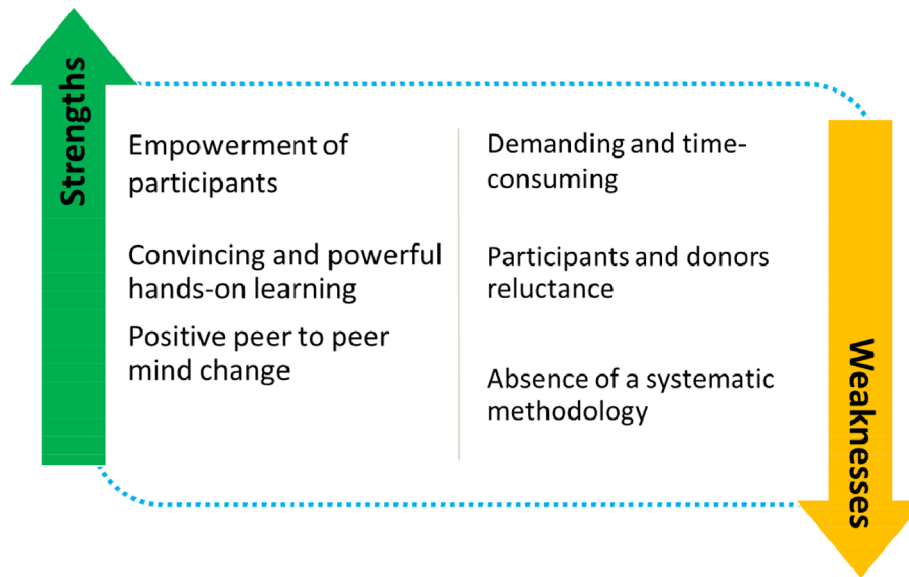 Strengths
Empowerment of
participants
Convincing and powerful
hands-on learning
Positive peer to peer
mind change
Demanding and time-
consuming
Participants and donors
reluctance
Absence of a systematic
methodology
Weaknesses